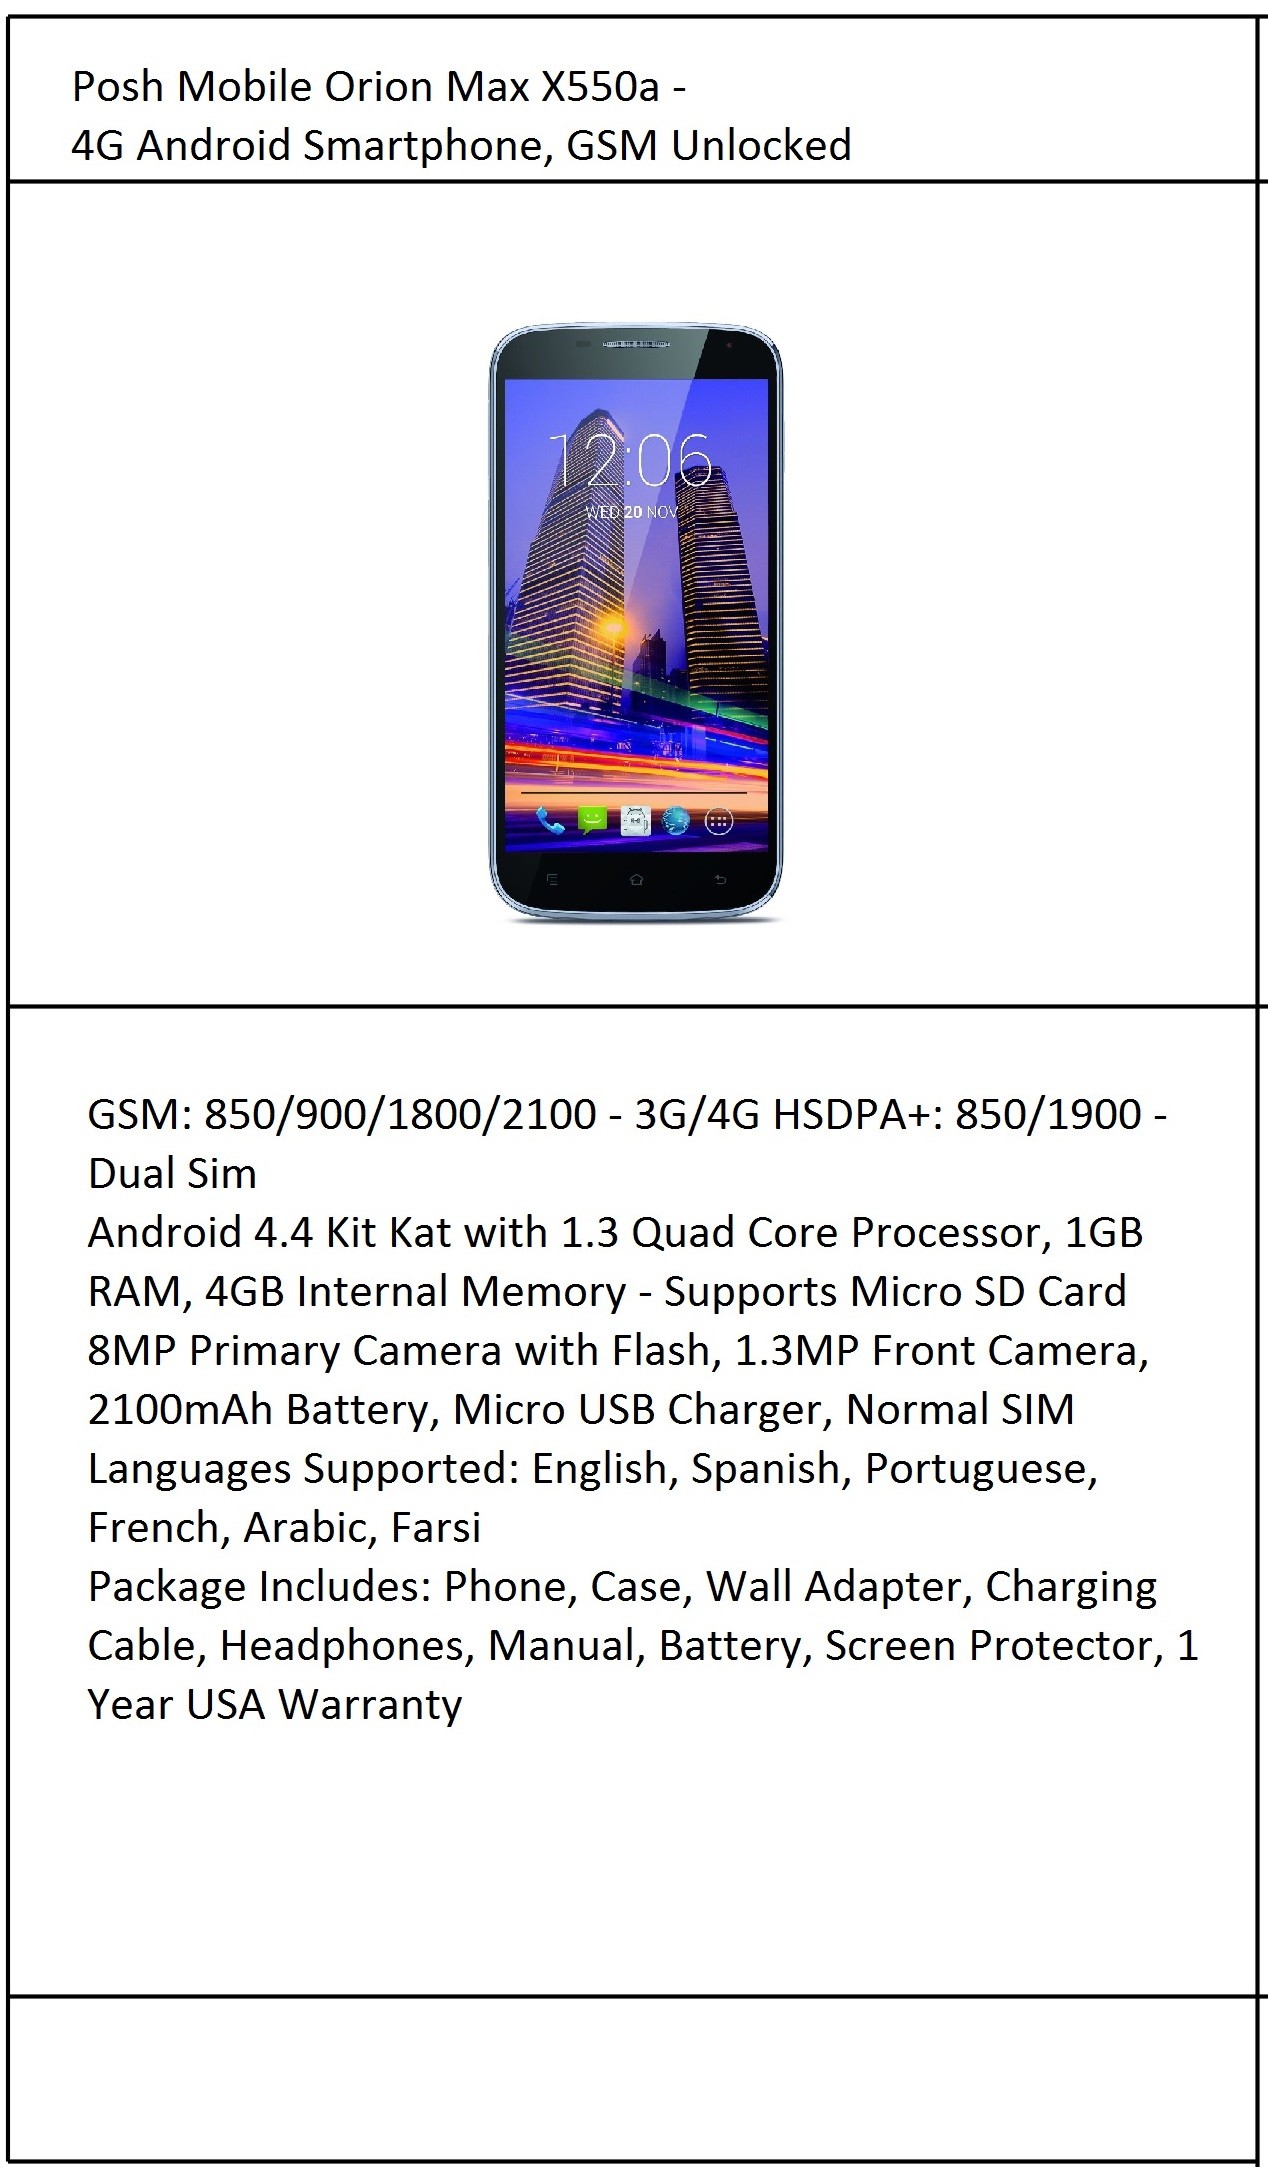 Posh Mobile Orion Max X550a -
4G Android Smartphone, GSM Unlocked
12:06
WED 20 NOV
GSM: 850/900/1800/2100 - 3G/4G HSDPA+: 850/1900 -
Dual Sim
Android 4.4 Kit Kat with 1.3 Quad Core Processor, 1GB
RAM, 4GB Internal Memory - Supports Micro SD Card
8MP Primary Camera with Flash, 1.3MP Front Camera,
2100mAh Battery, Micro USB Charger, Normal SIM
Languages Supported: English, Spanish, Portuguese,
French, Arabic, Farsi
Package Includes: Phone, Case, Wall Adapter, Charging
Cable, Headphones, Manual, Battery, Screen Protector, 1
Year USA Warranty